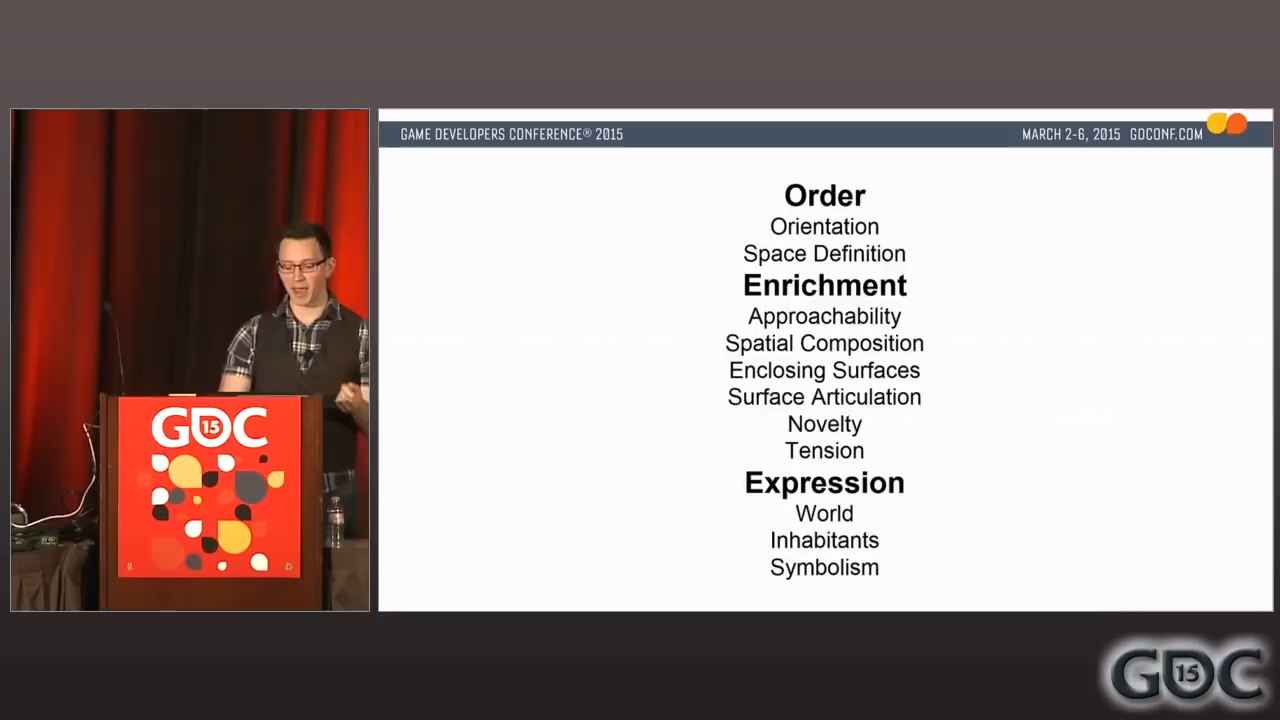 GAME DEVELOPERS CONFERENCE® 2015
MARCH 2-6, 2015 GDCONF.COM
Order
Orientation
Space Definition
Enrichment
Approachability
Spatial Composition
Enclosing Surfaces
Surface Articulation
Novelty
Tension
Expression
World
Inhabitants
Symbolism
GDC
15
GDC
15